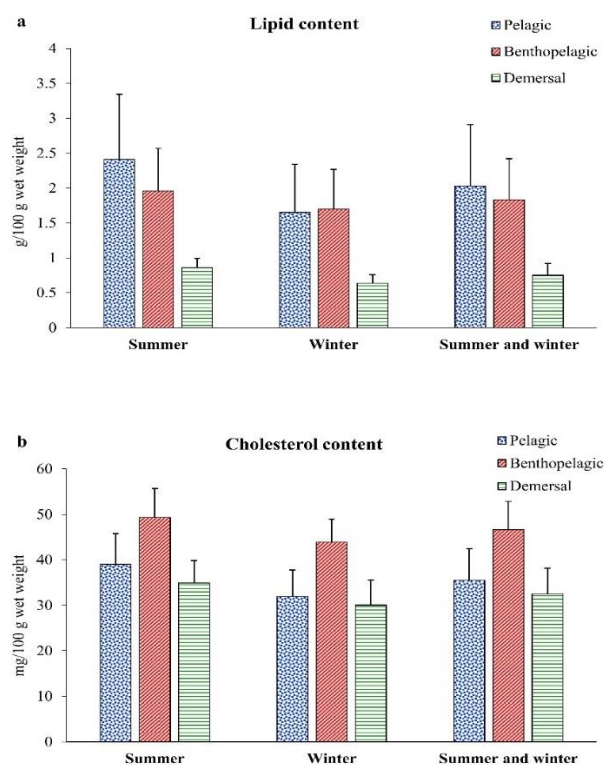 a
Lipid content
Pelagic
Benthopelagic
Demersal
4
3.5
3
2.5
2
1.5
1
0.5
0
g/100 g wet weight
Summer
Winter
Summer and winter
b
Cholesterol content
Pelagic
Benthopelagic
Demersal
60
50
40
30
20
10
0
mg/100 g wet weight
Summer
Winter
Summer and winter